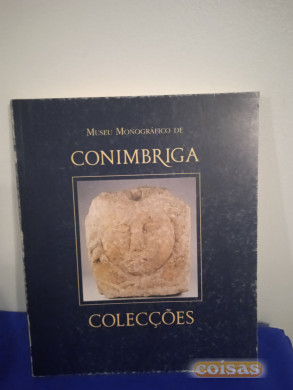 MUSEU MONOGRÁFICO DE
CONIMBRIGA
COLECÇÕES
coisas